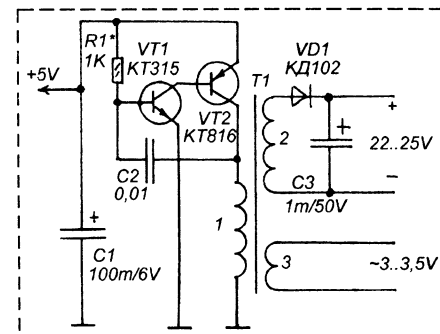 R1*
1K
VT1
КТ315
+5V
VT2
КТ816
C2
0,01
C1
100m/6V
+
1
T1
2
3
VD1
КД102
+
+
22..25V
–
C3
1m/50V
~3..3,5V